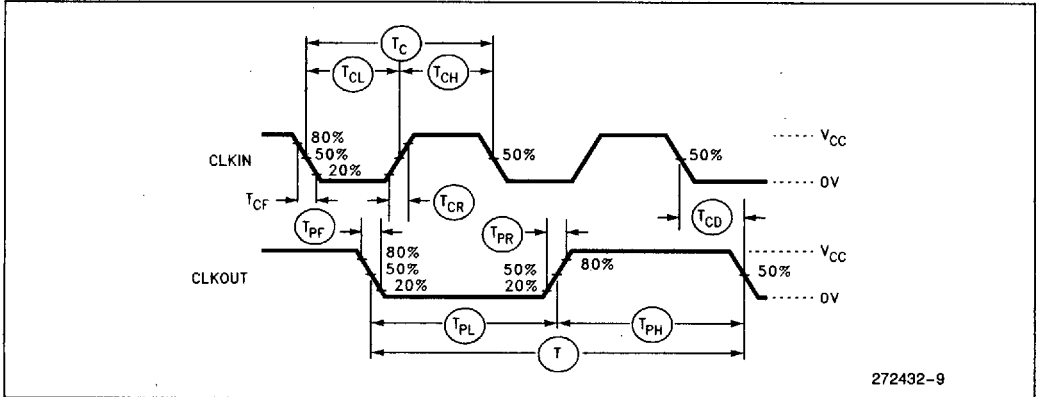 T_C
T_CL T_CH
80%
50%
20%
50%
50%
V_CC
0V
CLKIN
T_CF
T_CR
T_CD
T_PF
T_PR
80%
50%
20%
50%
20%
80%
50%
V_CC
0V
CLKOUT
T_PL T_PH
T
272432-9